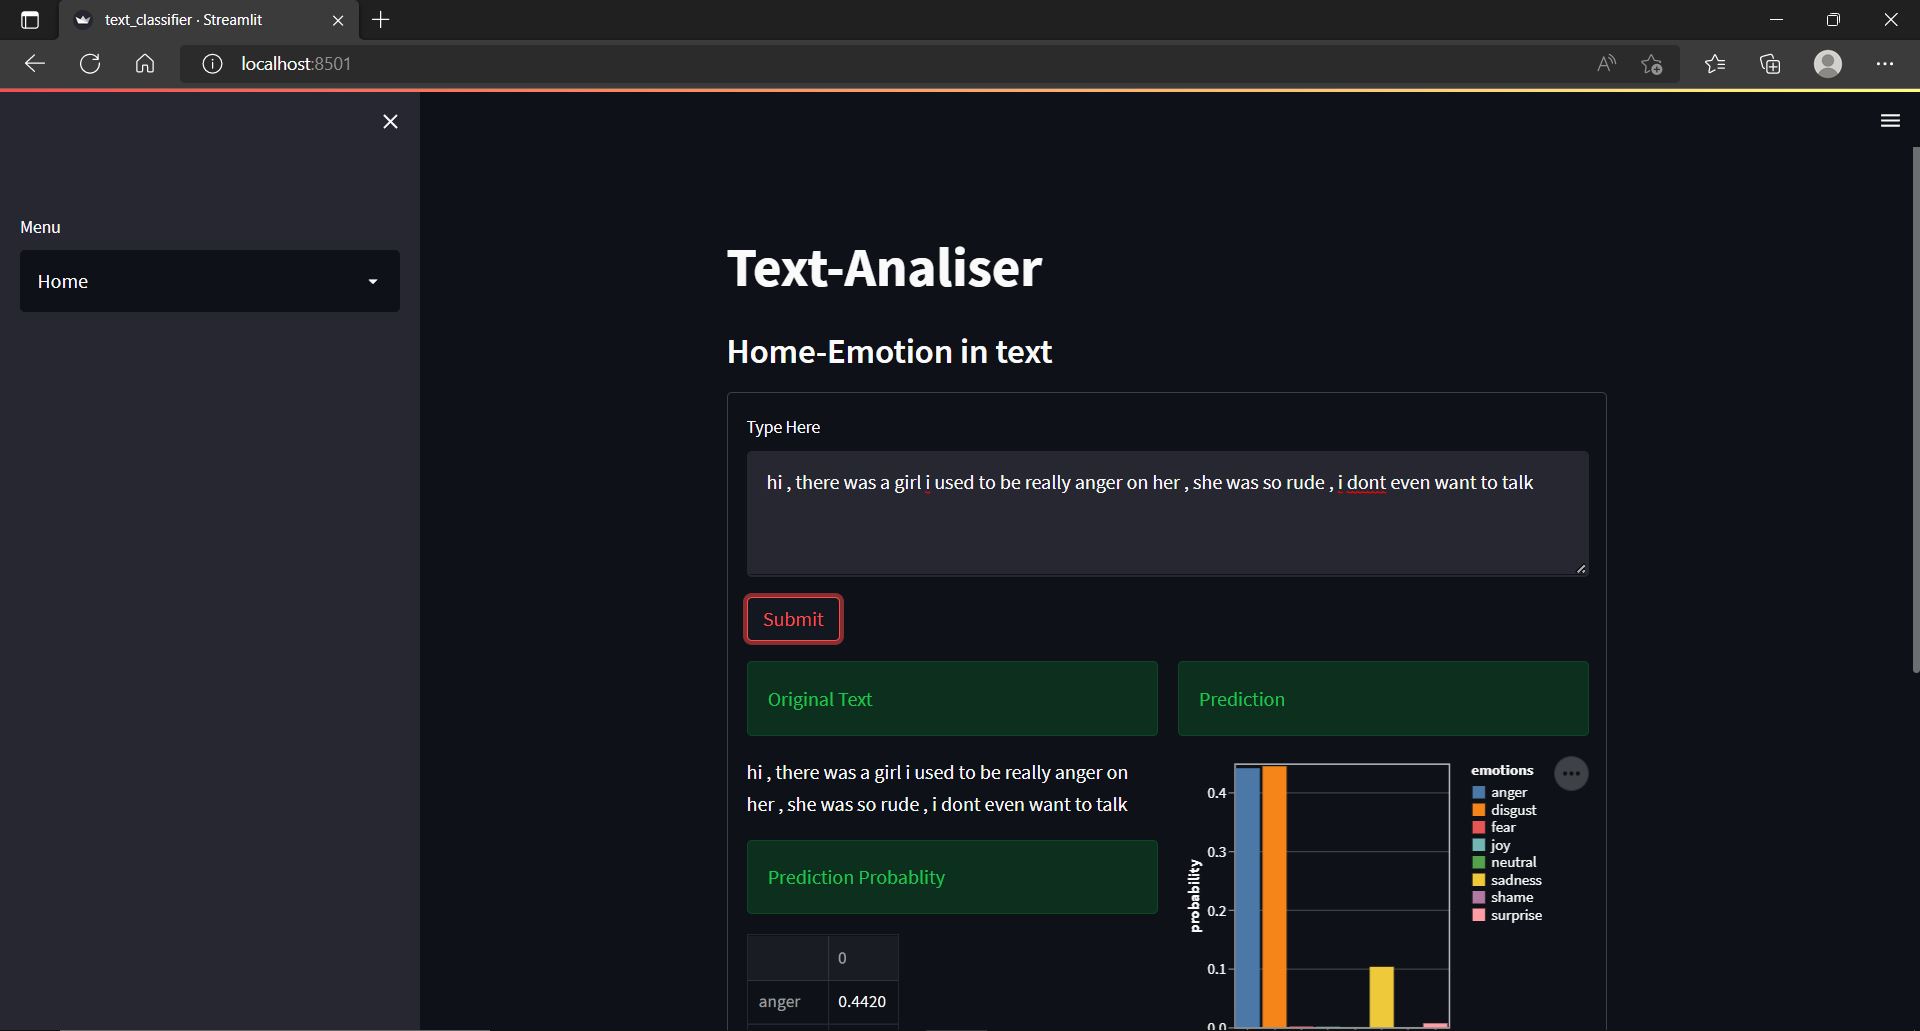 text_classifier · Streamlit
localhost:8501
Menu
Home
Text-Analiser
Home-Emotion in text
Type Here
hi , there was a girl i used to be really anger on her , she was so rude , i dont even want to talk
Submit
Original Text
Prediction
hi , there was a girl i used to be really anger on
her , she was so rude , i dont even want to talk
Prediction Probablity
0
anger 0.4420
probability
0.4
0.3
0.2
0.1
0.0
emotions
anger
disgust
fear
joy
neutral
sadness
shame
surprise